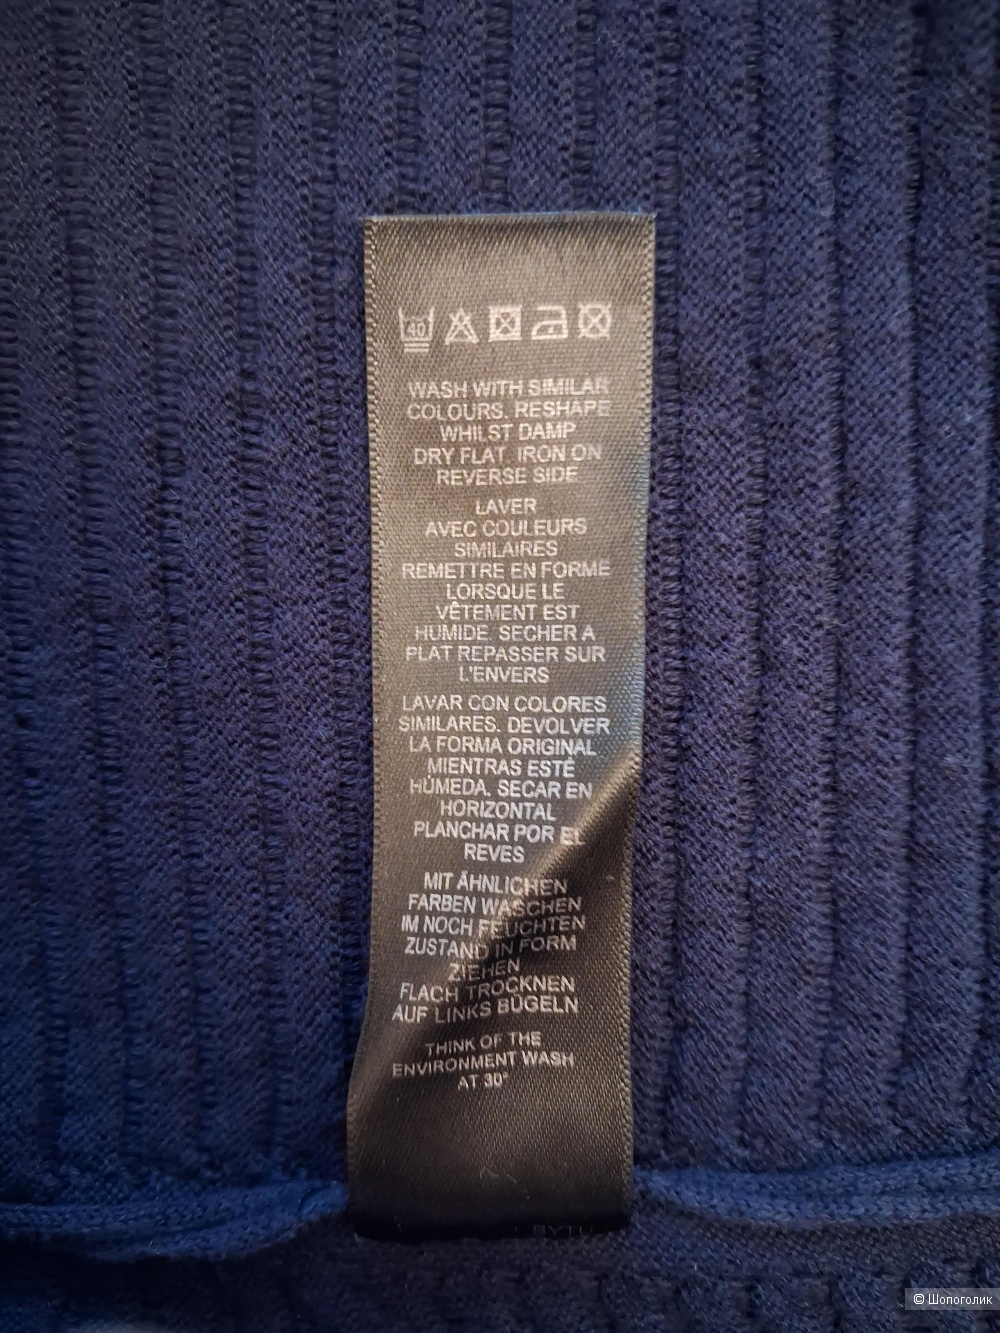 40
WASH WITH SIMILAR
COLOURS. RESHAPE
WHILST DAMP
DRY FLAT. IRON ON
REVERSE SIDE
LAVER
AVEC COULEURS
SIMILAIRES
REMETTRE EN FORME
LORSQUE LE
VÊTEMENT EST
HUMIDE. SECHER A
PLAT REPASSER SUR
L'ENVERS
LAVAR CON COLORES
SIMILARES. DEVOLVER
LA FORMA ORIGINAL
MIENTRAS ESTÉ
HÚMEDA. SECAR EN
HORIZONTAL
PLANCHAR POR EL
REVES
MIT ÄHNLICHEN
FARBEN WASCHEN
IM NOCH FEUCHTEN
ZUSTAND IN FORM
ZIEHEN
FLACH TROCKNEN
AUF LINKS BÜGELN
THINK OF THE
ENVIRONMENT WASH
AT 30°
© Шопоголик